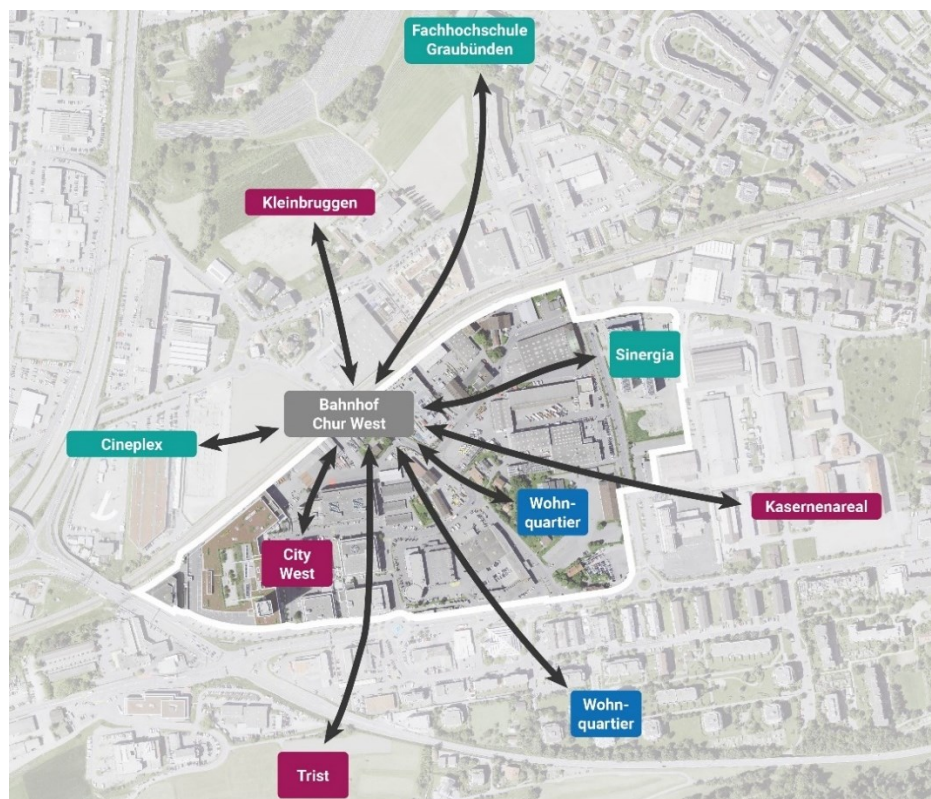 Fachhochschule
Graubünden
Kleinbruggen
Sinergia
Bahnhof
Chur West
Cineplex
Wohn-
quartier
Kasernenareal
City
West
Wohn-
quartier
Trist